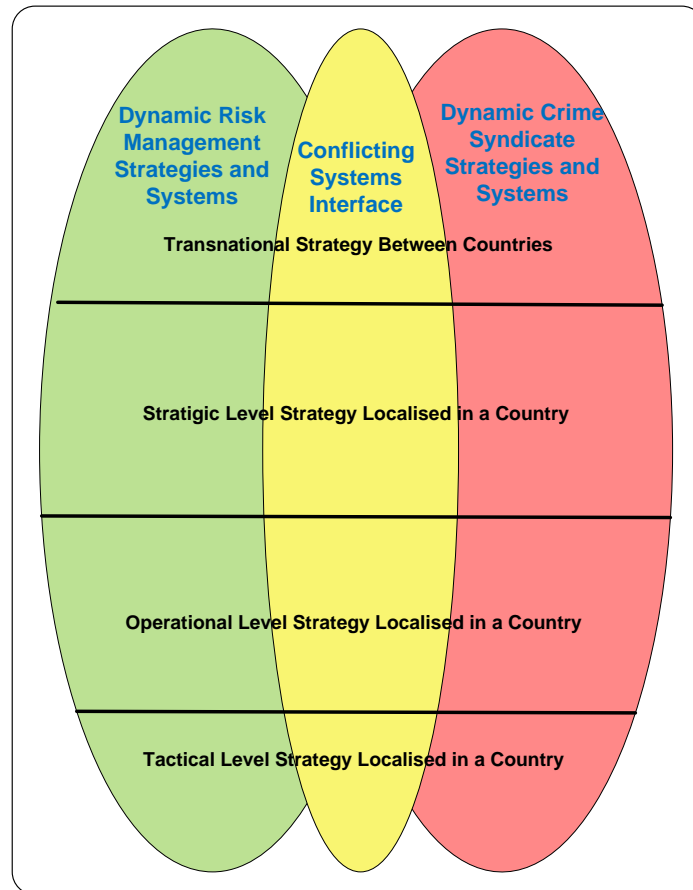 Dynamic Risk
Management
Strategies and
Systems
Conflicting
Systems
Interface
Dynamic Crime
Syndicate
Strategies and
Systems
Transnational Strategy Between Countries
Stratigic Level Strategy Localised in a Country
Operational Level Strategy Localised in a Country
Tactical Level Strategy Localised in a Country